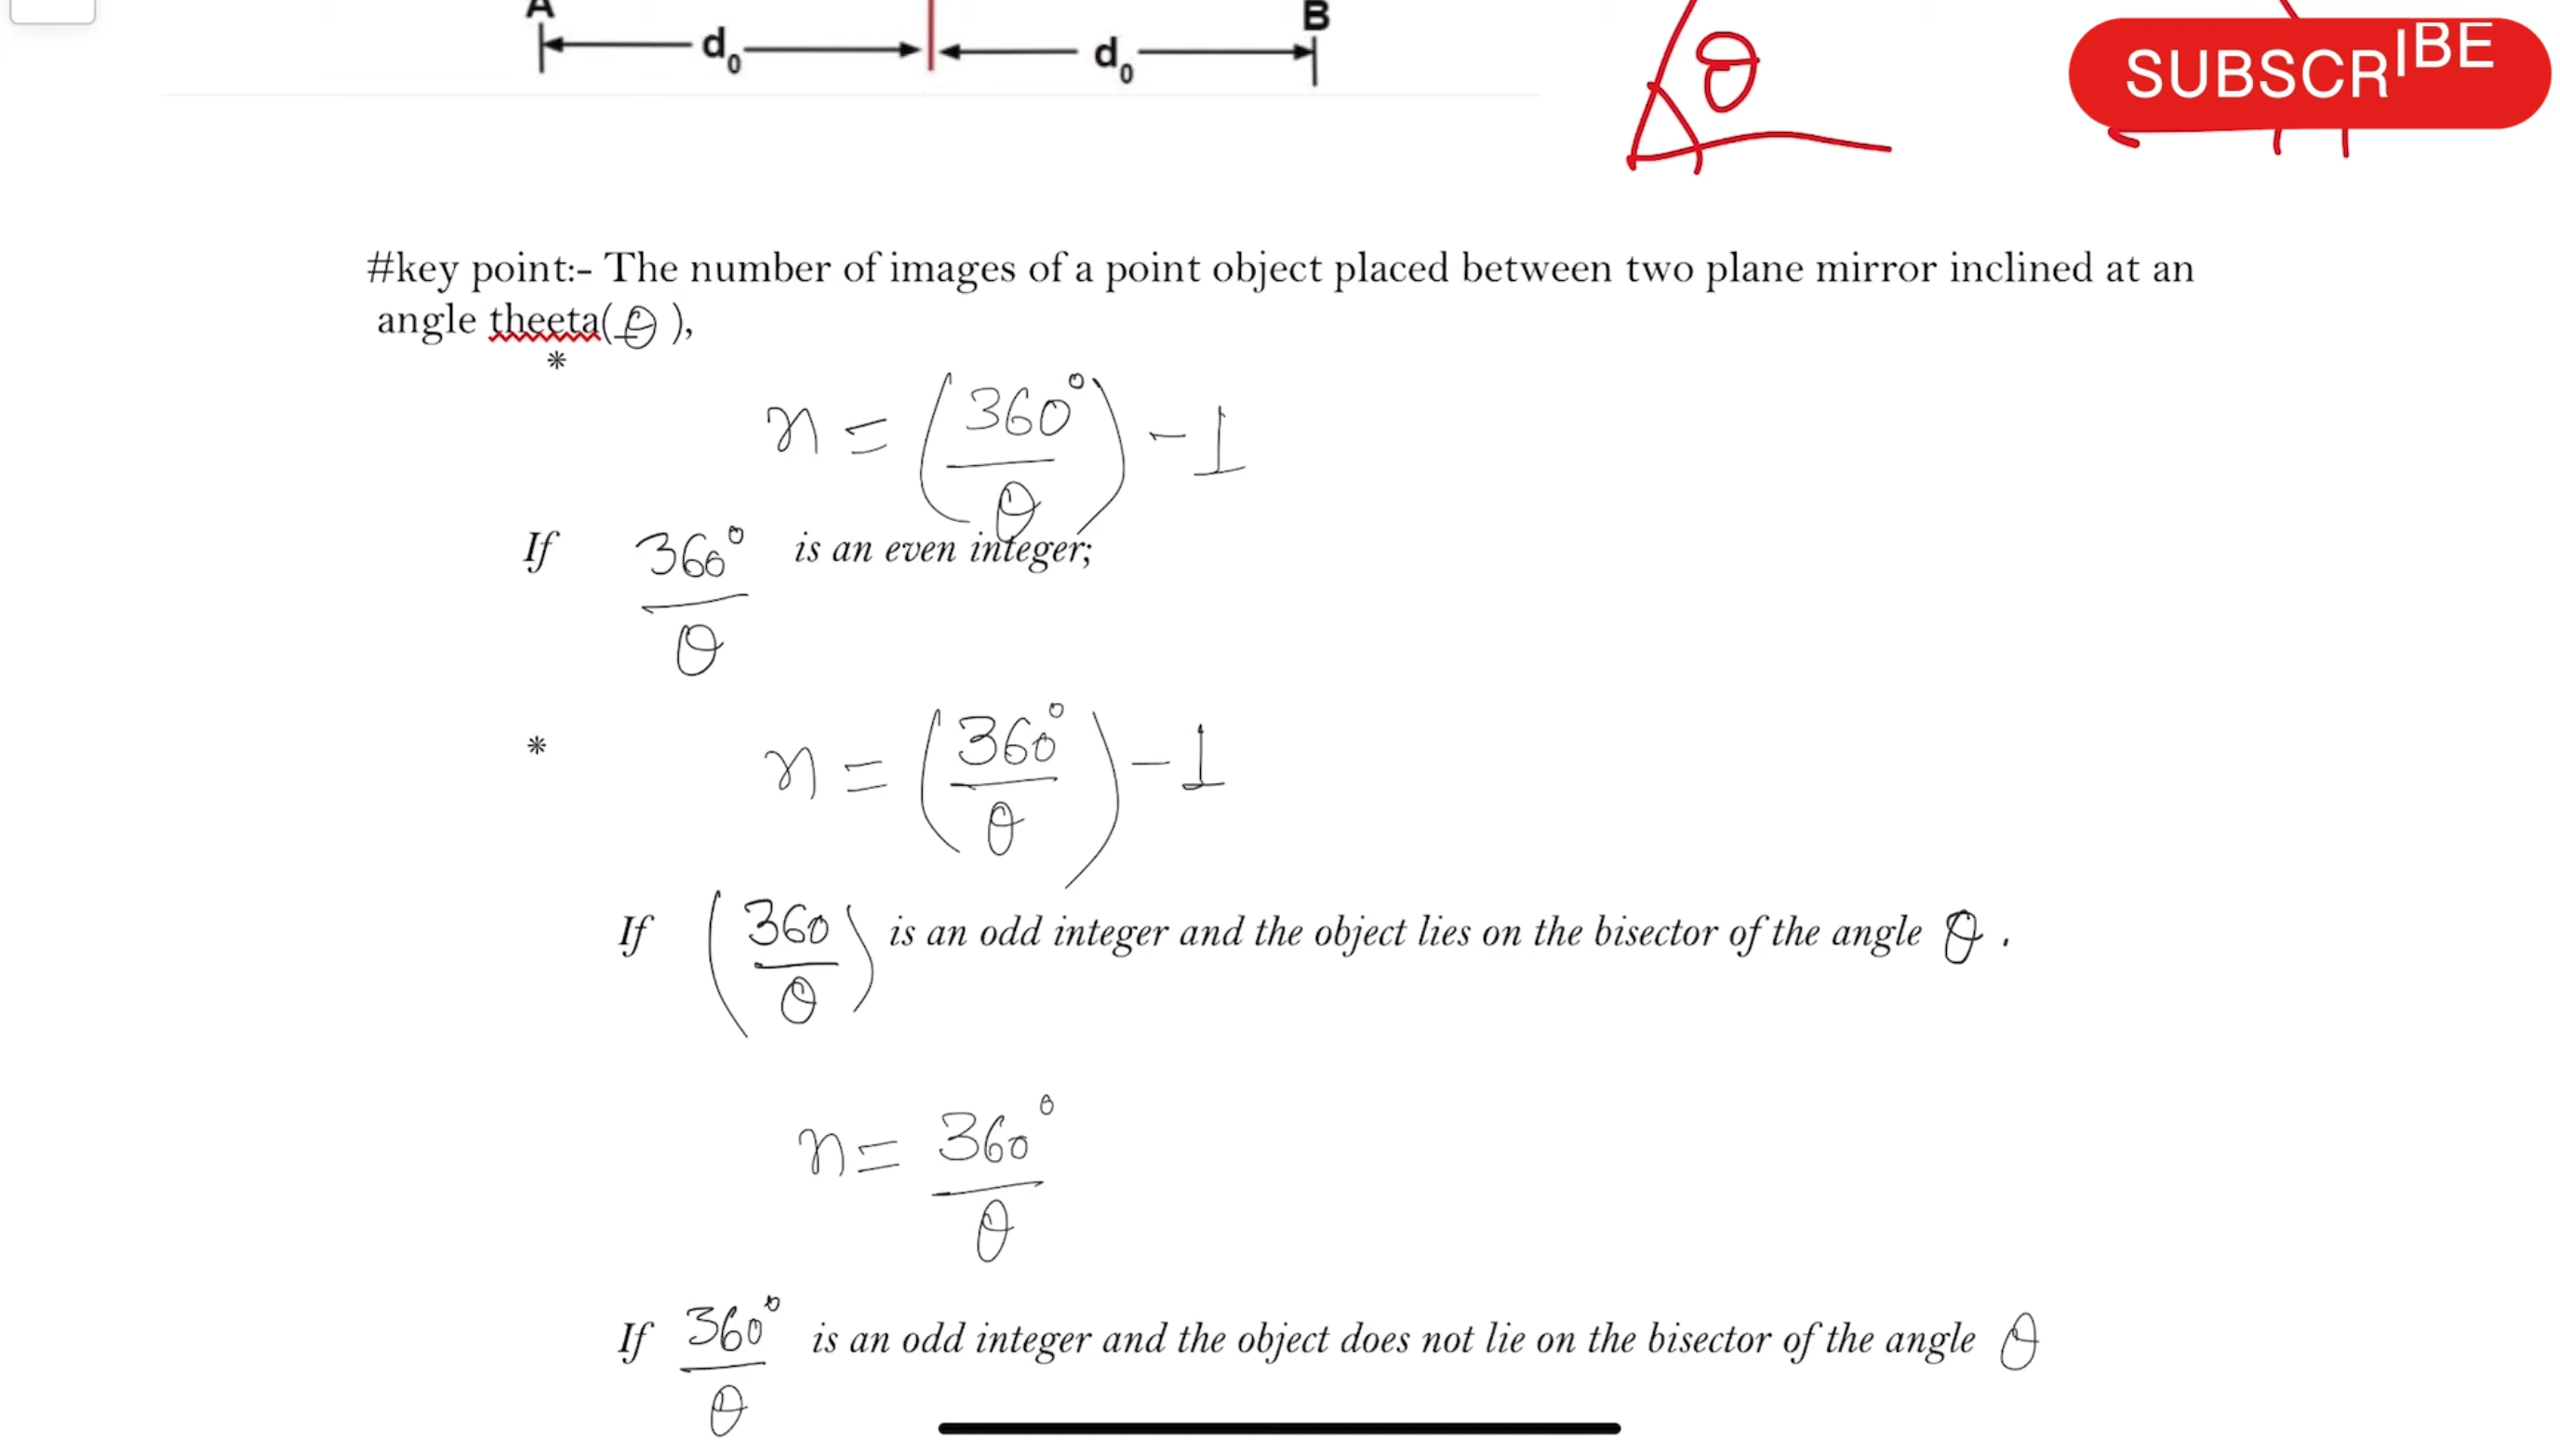 A B
d₀ d₀
θ
SUBSCRIBE
#key point:- The number of images of a point object placed between two plane mirror inclined at an
angle theeta( θ ),
*
n = (360°/θ) - 1
If 360°/θ is an even integer;
* n = (360°/θ) - 1
If (360/θ) is an odd integer and the object lies on the bisector of the angle θ .
n = 360°/θ
If 360°/θ is an odd integer and the object does not lie on the bisector of the angle θ